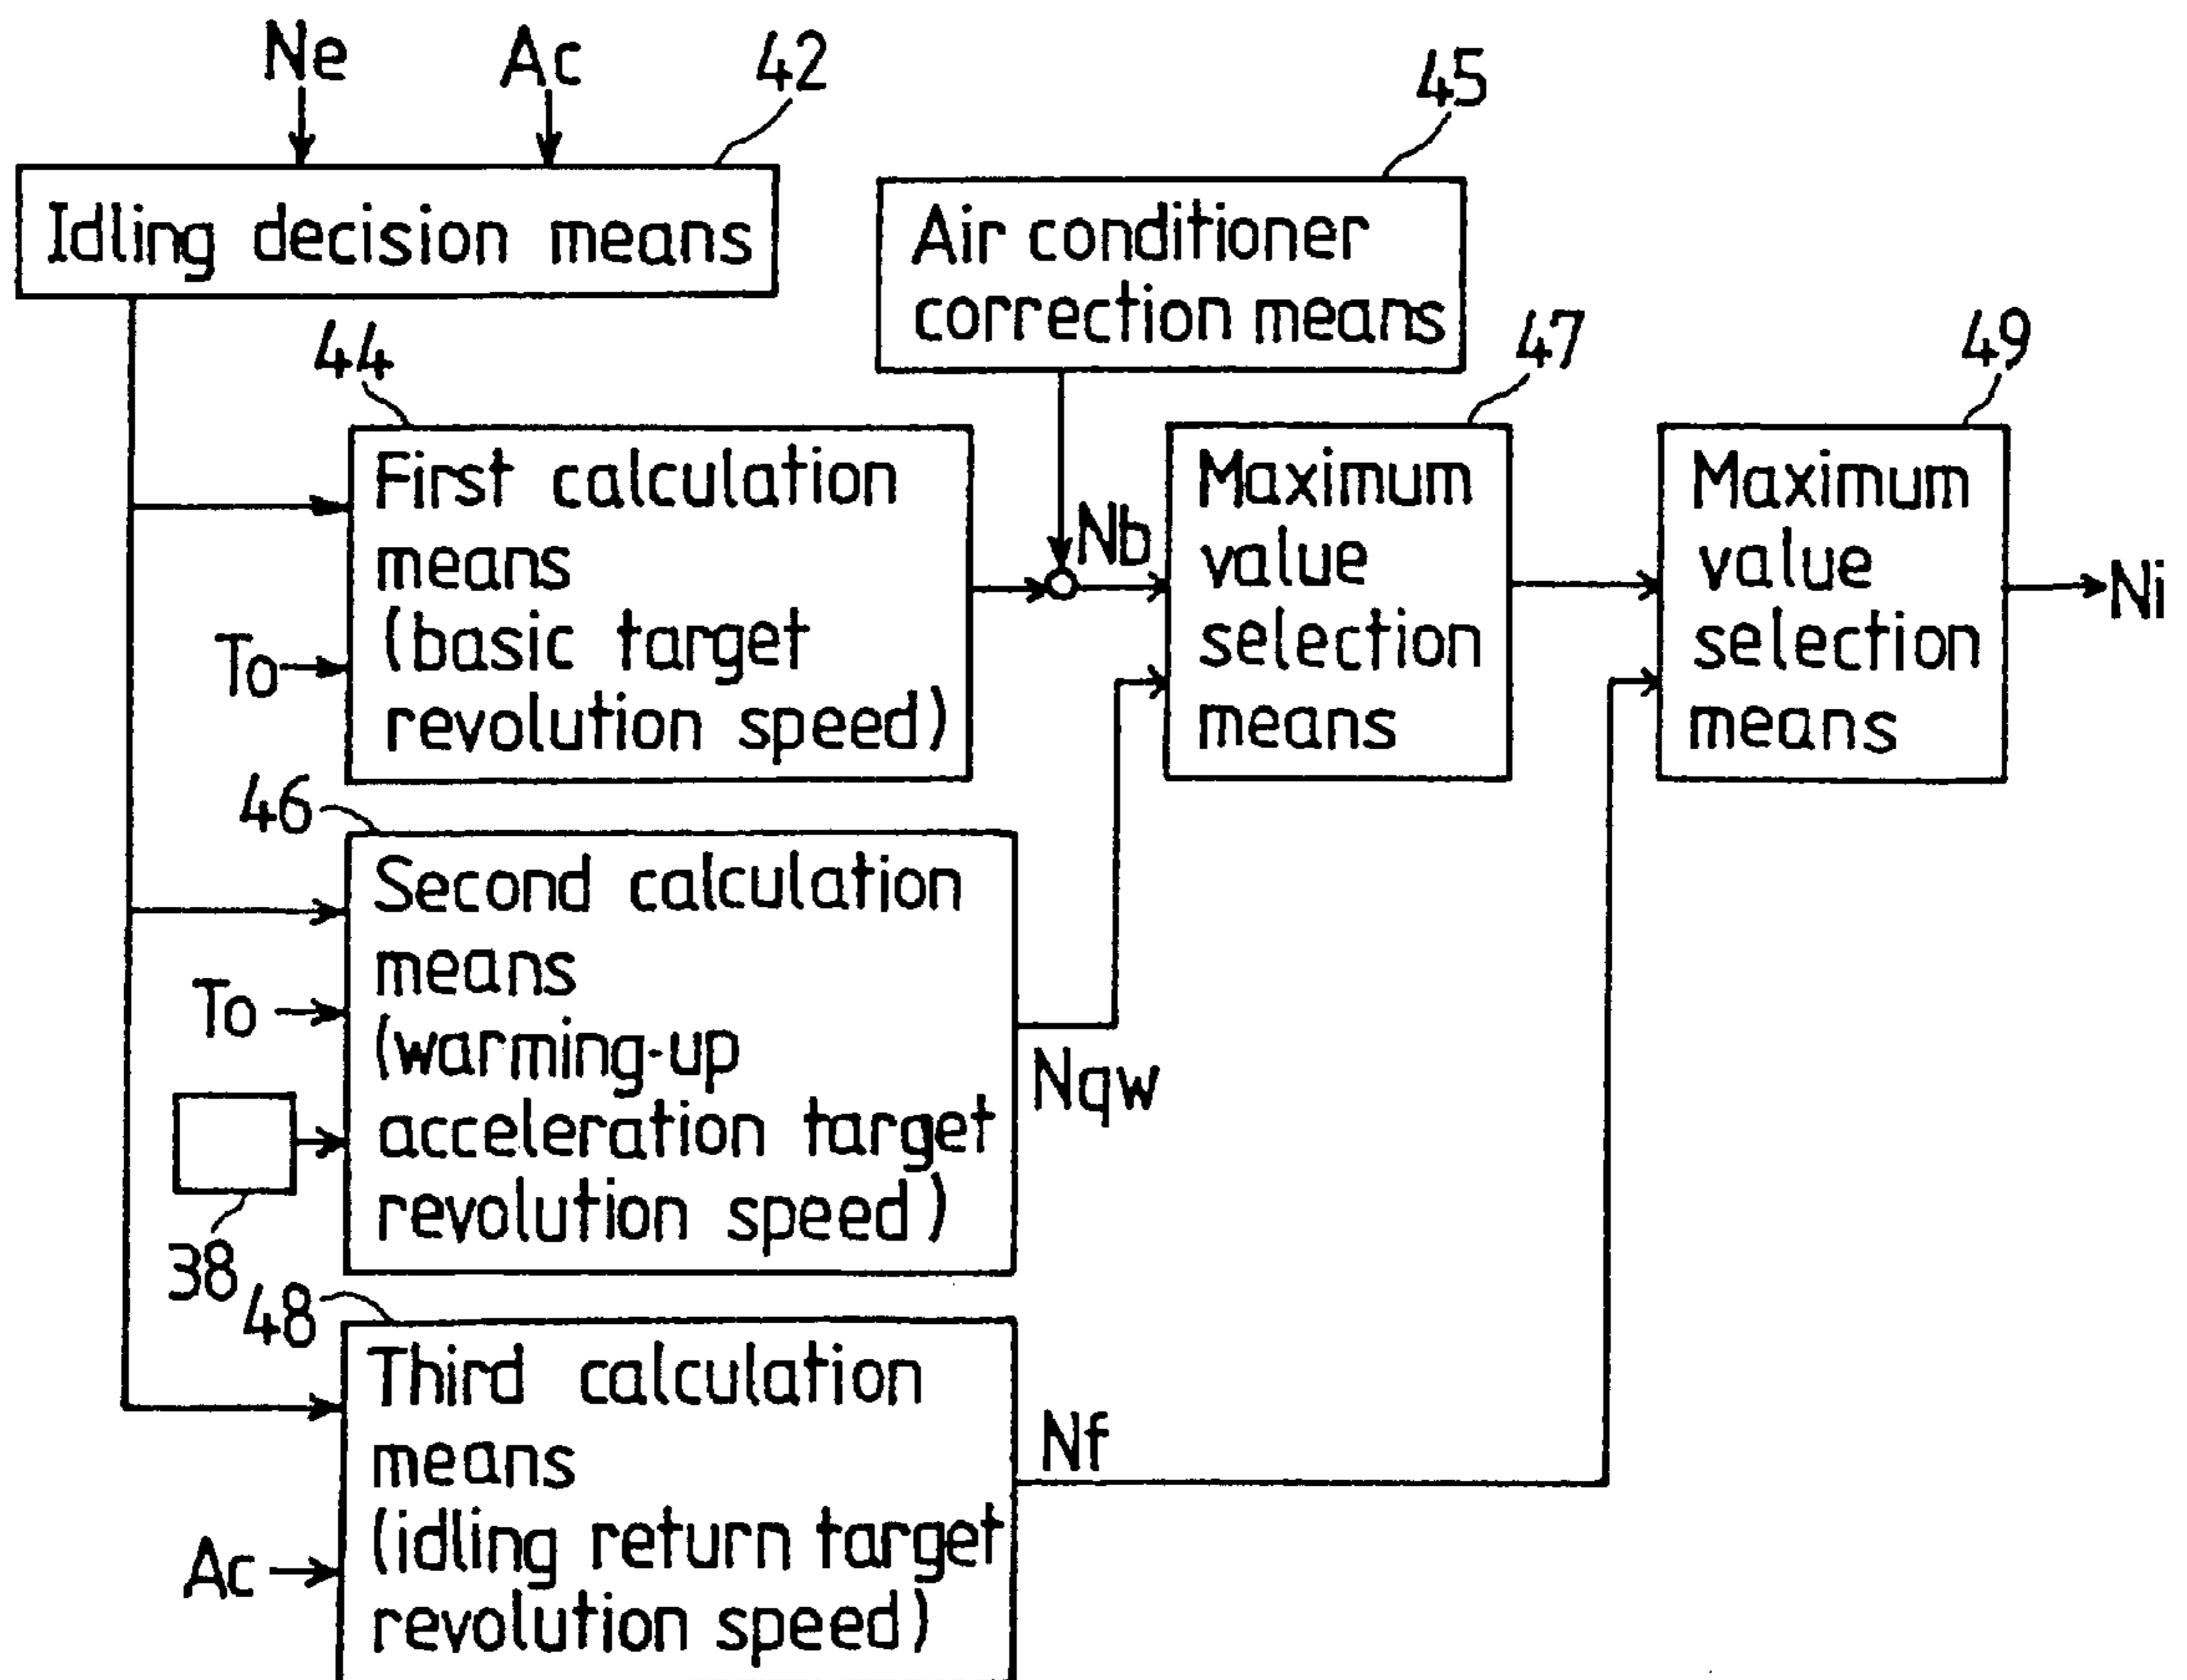 Ne
Ac
42
45
Idling decision means
Air conditioner
correction means
44
47
49
First calculation
means
(basic target
revolution speed)
To
Nb
Maximum
value
selection
means
Maximum
value
selection
means
Ni
46
Second calculation
means
(warming-up
acceleration target
revolution speed)
To
38
Nqw
48
Third calculation
means
(idling return target
revolution speed)
Ac
Nf